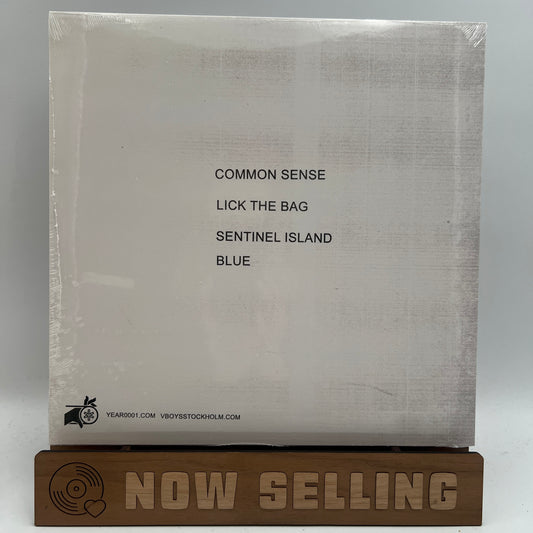 COMMON SENSE
LICK THE BAG
SENTINEL ISLAND
BLUE
YEAR0001.COM VBOYSSTOCKHOLM.COM
NOW SELLING